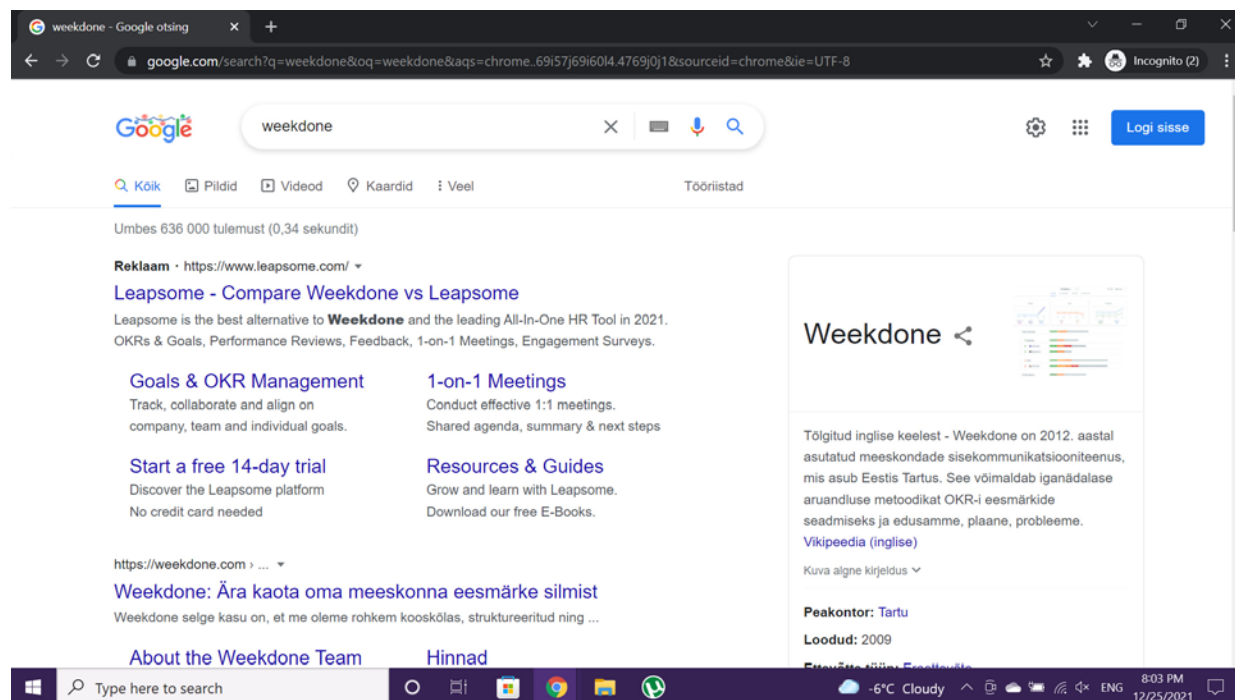 weekdone - Google otsing
google.com/search?q=weekdone&oq=weekdone&aqs=chrome..69i57j69i60l4.4769j0j1&sourceid=chrome&ie=UTF-8
Incognito (2)
Google
weekdone
Logi sisse
Kõik
Pildid
Videod
Kaardid
Veel
Tööriistad
Umbes 636 000 tulemust (0,34 sekundit)
Reklaam · https://www.leapsome.com/
Leapsome - Compare Weekdone vs Leapsome
Leapsome is the best alternative to Weekdone and the leading All-In-One HR Tool in 2021.
OKRs & Goals, Performance Reviews, Feedback, 1-on-1 Meetings, Engagement Surveys.
Goals & OKR Management
Track, collaborate and align on
company, team and individual goals.
1-on-1 Meetings
Conduct effective 1:1 meetings.
Shared agenda, summary & next steps
Start a free 14-day trial
Discover the Leapsome platform
No credit card needed
Resources & Guides
Grow and learn with Leapsome.
Download our free E-Books.
https://weekdone.com › ...
Weekdone: Ära kaota oma meeskonna eesmärke silmist
Weekdone selge kasu on, et me oleme rohkem kooskõlas, struktureeritud ning ...
About the Weekdone Team
Hinnad
Weekdone
Tõlgitud inglise keelest - Weekdone on 2012. aastal
asutatud meeskondade sisekommunikatsiooniteenus,
mis asub Eestis Tartus. See võimaldab iganädalase
aruandluse metoodikat OKR-i eesmärkide
seadmiseks ja edusamme, plaane, probleeme.
Vikipeedia (inglise)
Kuva algne kirjeldus
Peakontor: Tartu
Loodud: 2009
Ettevõtte tüüp: Eraettevõte
Type here to search
-6°C Cloudy
ENG
8:03 PM
12/25/2021